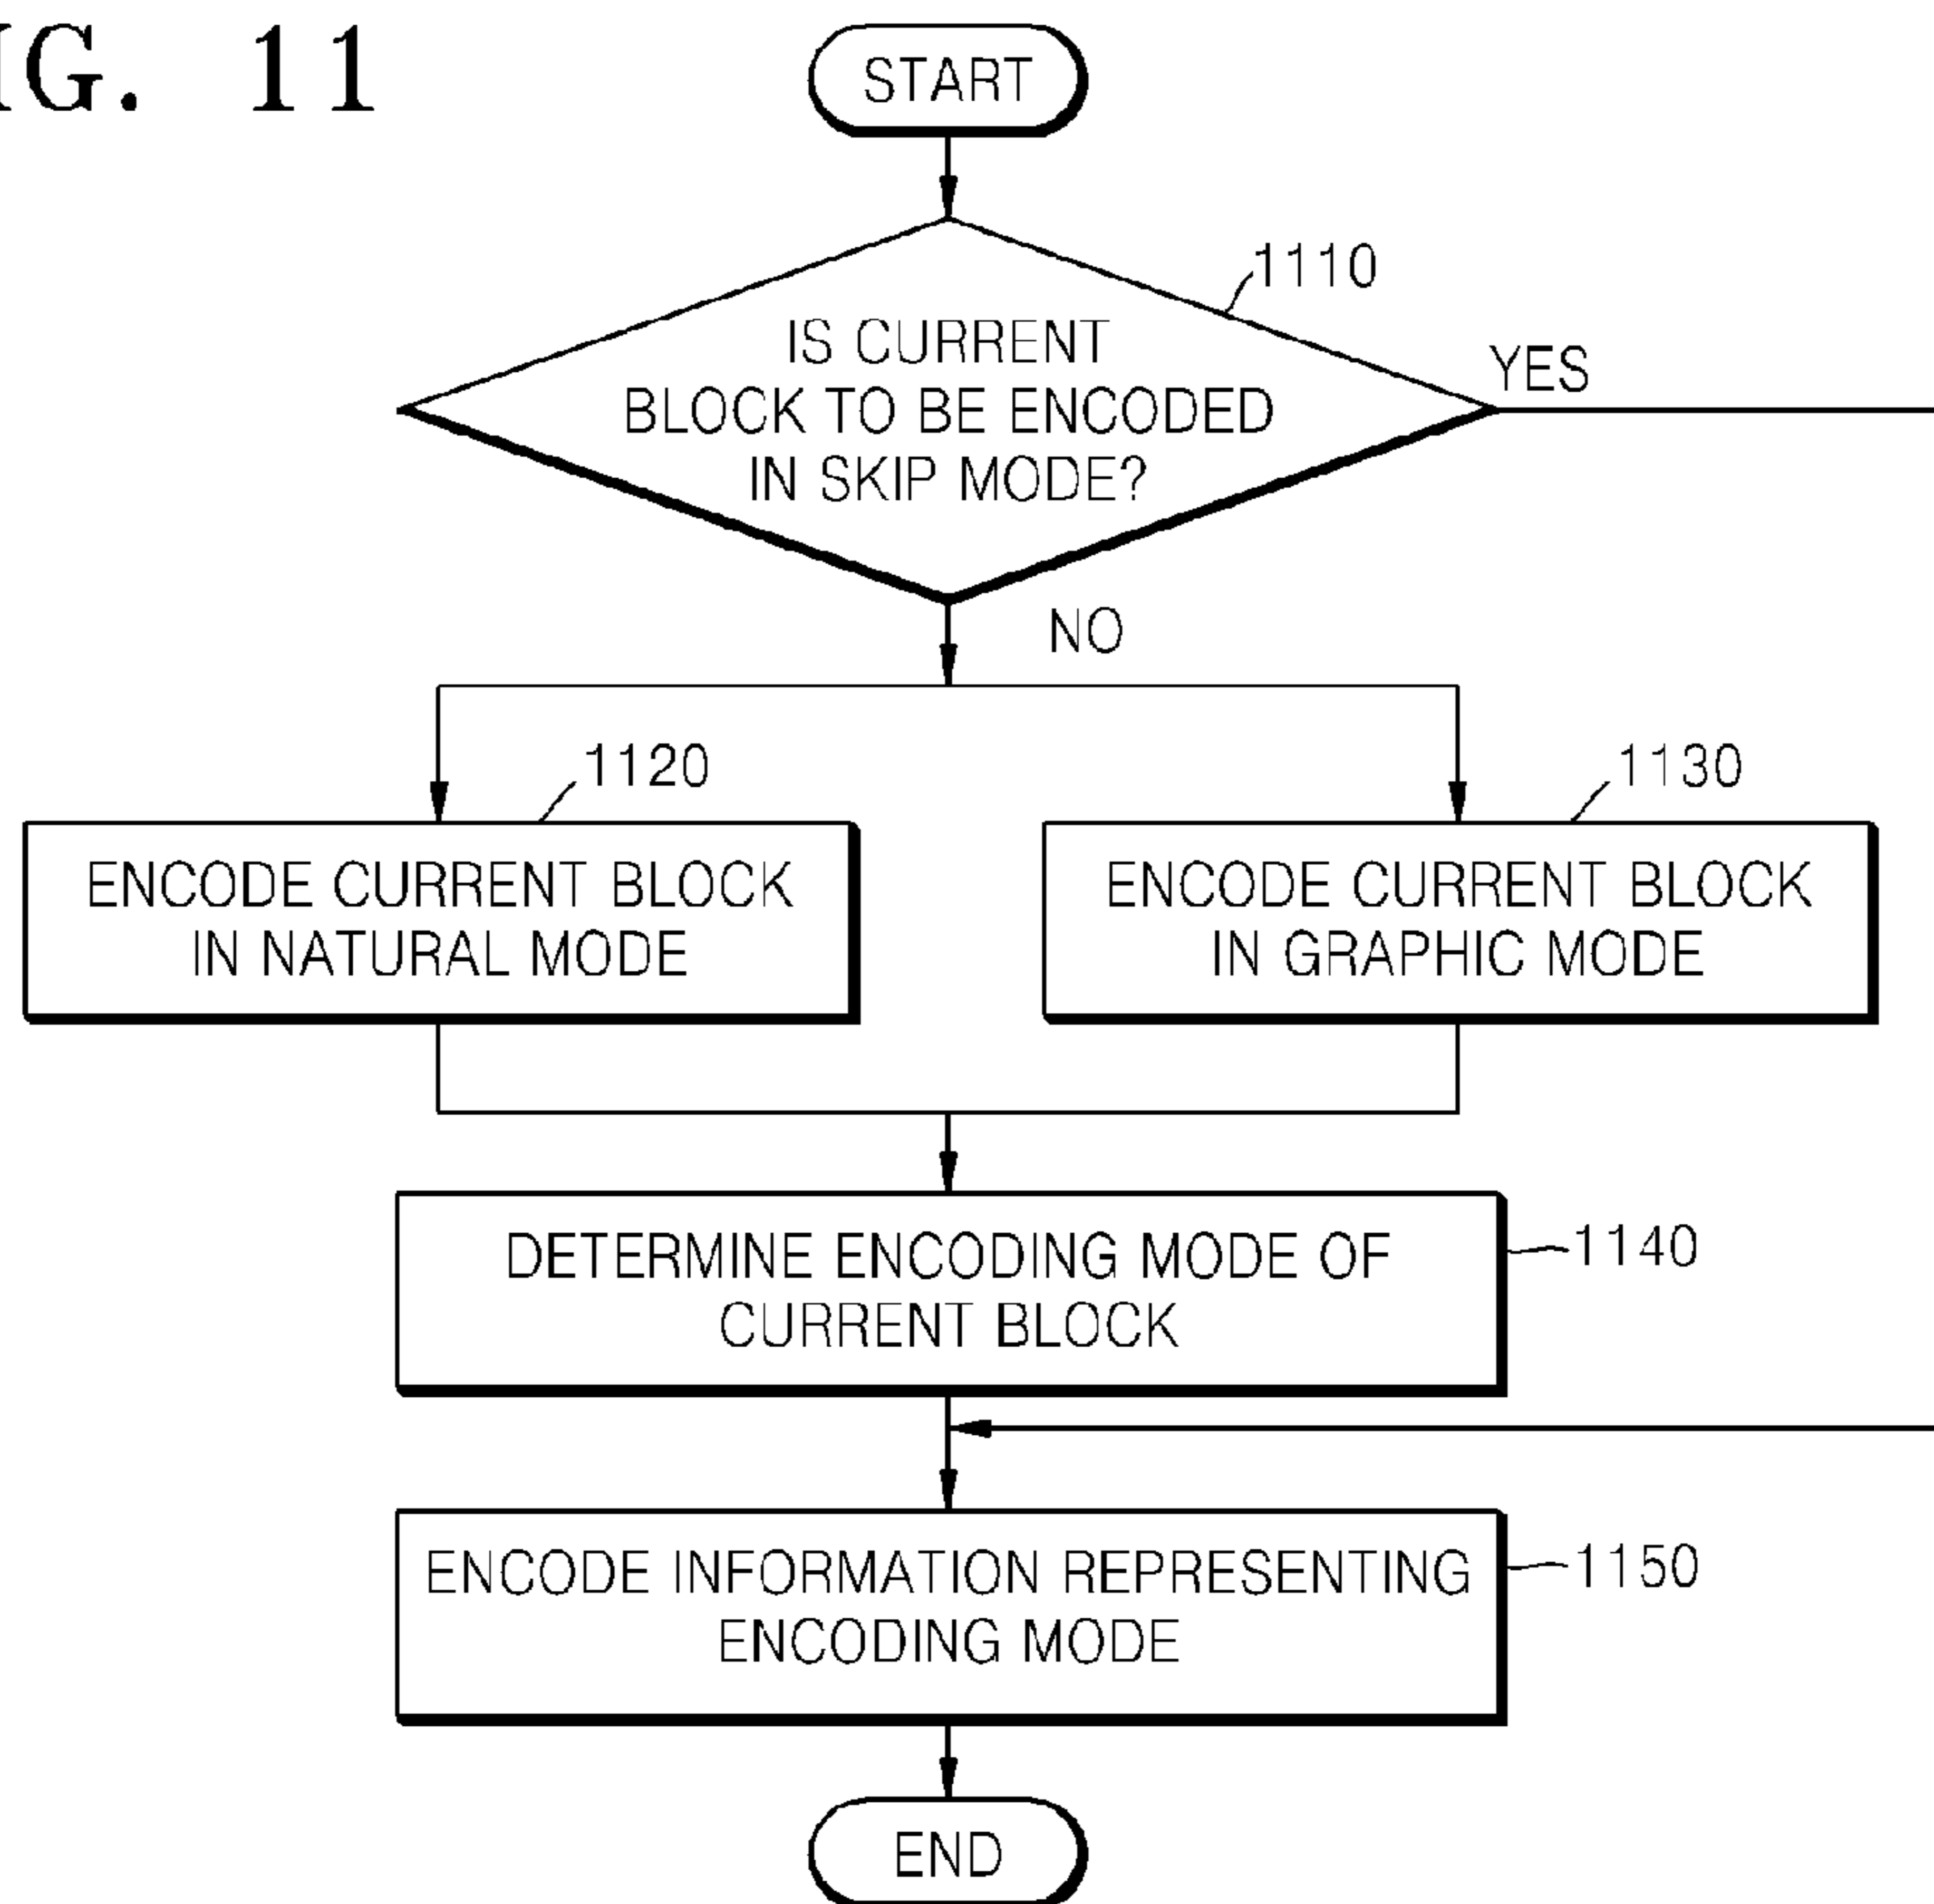 IG. 11
START
1110
IS CURRENT
BLOCK TO BE ENCODED
IN SKIP MODE?
YES
NO
1120
1130
ENCODE CURRENT BLOCK
IN NATURAL MODE
ENCODE CURRENT BLOCK
IN GRAPHIC MODE
DETERMINE ENCODING MODE OF
CURRENT BLOCK
1140
ENCODE INFORMATION REPRESENTING
ENCODING MODE
1150
END